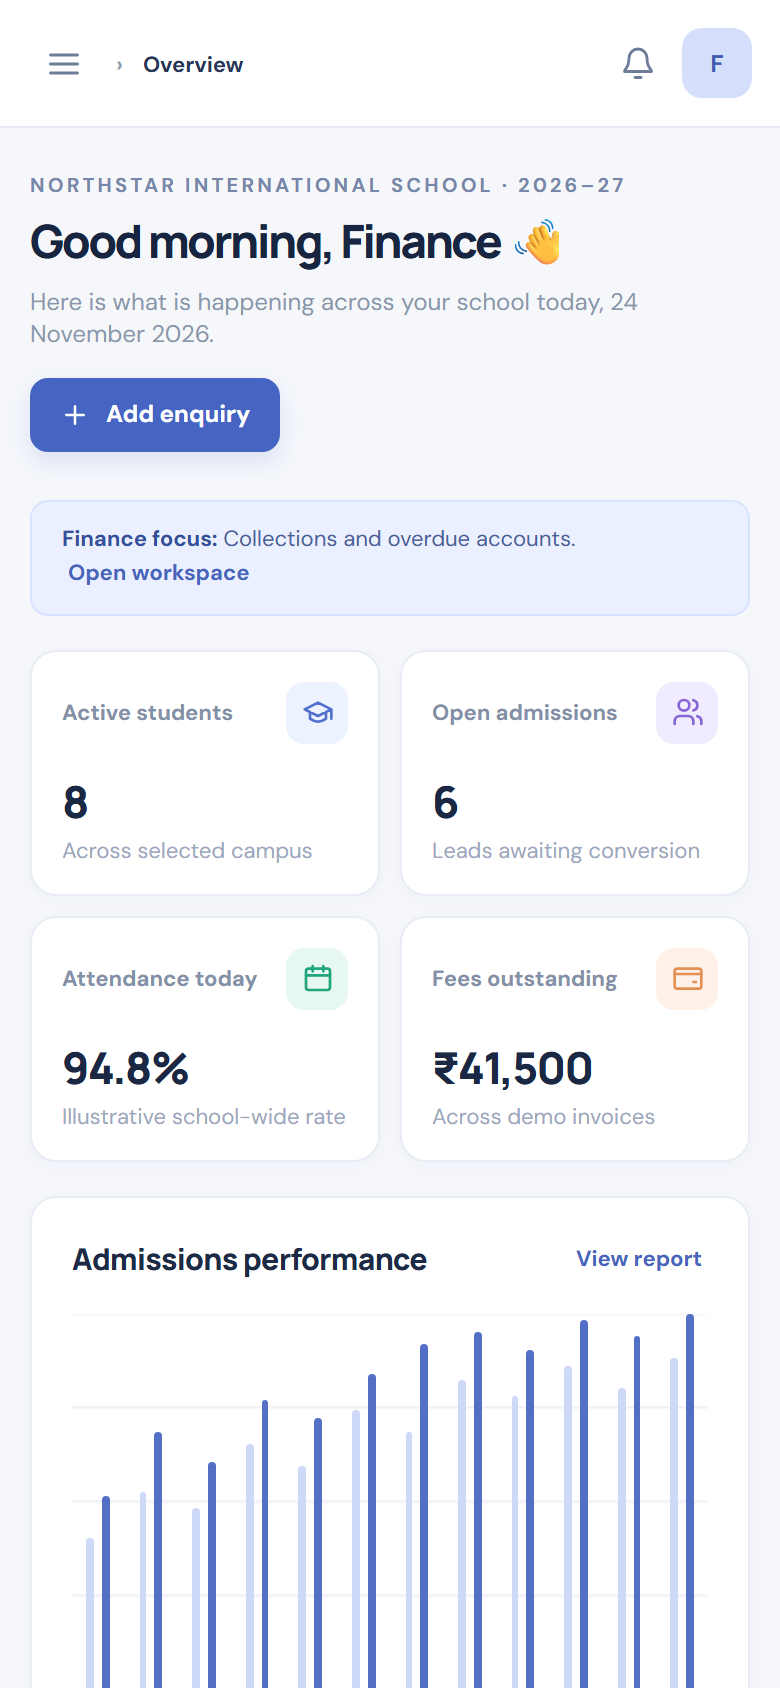 › Overview
F
NORTHSTAR INTERNATIONAL SCHOOL · 2026–27
Good morning, Finance 👋
Here is what is happening across your school today, 24
November 2026.
Add enquiry
Finance focus: Collections and overdue accounts.
Open workspace
Active students
8
Across selected campus
Open admissions
6
Leads awaiting conversion
Attendance today
94.8%
Illustrative school-wide rate
Fees outstanding
₹41,500
Across demo invoices
Admissions performance
View report